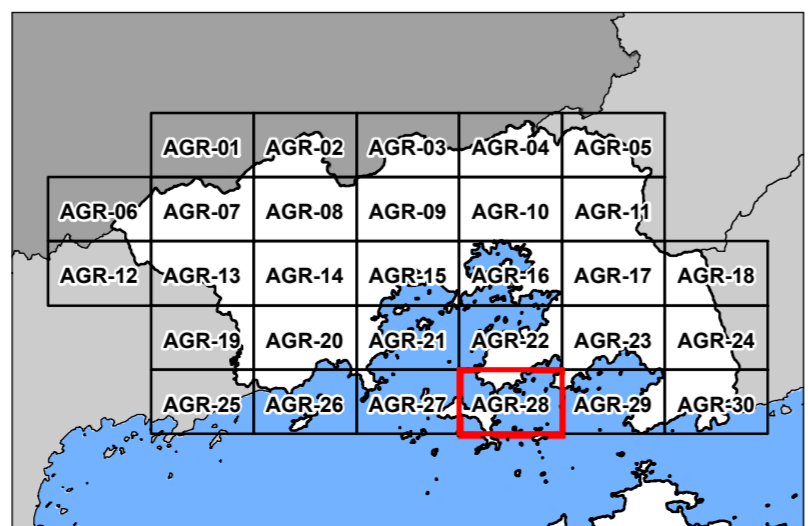 AGR-01 AGR-02 AGR-03 AGR-04 AGR-05
AGR-06 AGR-07 AGR-08 AGR-09 AGR-10 AGR-11
AGR-12 AGR-13 AGR-14 AGR-15 AGR-16 AGR-17 AGR-18
AGR-19 AGR-20 AGR-21 AGR-22 AGR-23 AGR-24
AGR-25 AGR-26 AGR-27 AGR-28 AGR-29 AGR-30